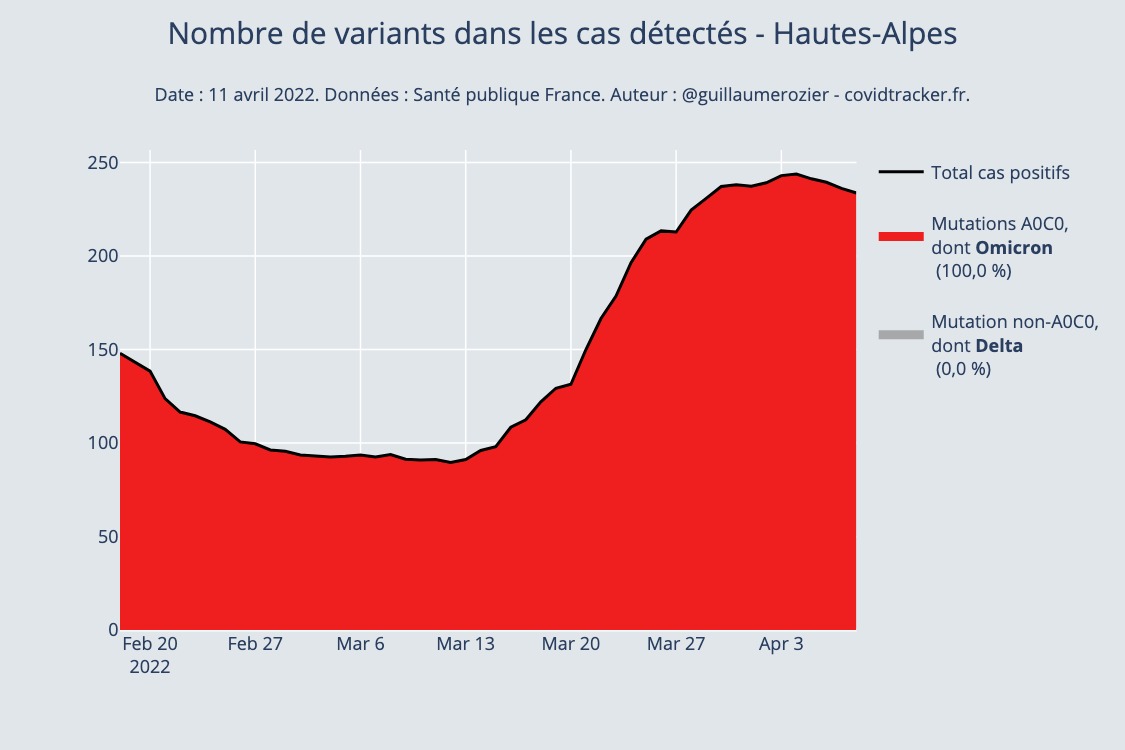 Nombre de variants dans les cas détectés - Hautes-Alpes
Date : 11 avril 2022. Données : Santé publique France. Auteur : @guillaumerozier - covidtracker.fr.
250
200
150
100
50
0
Feb 20
2022
Feb 27
Mar 6
Mar 13
Mar 20
Mar 27
Apr 3
Total cas positifs
Mutations A0C0,
dont Omicron
(100,0 %)
Mutation non-A0C0,
dont Delta
(0,0 %)